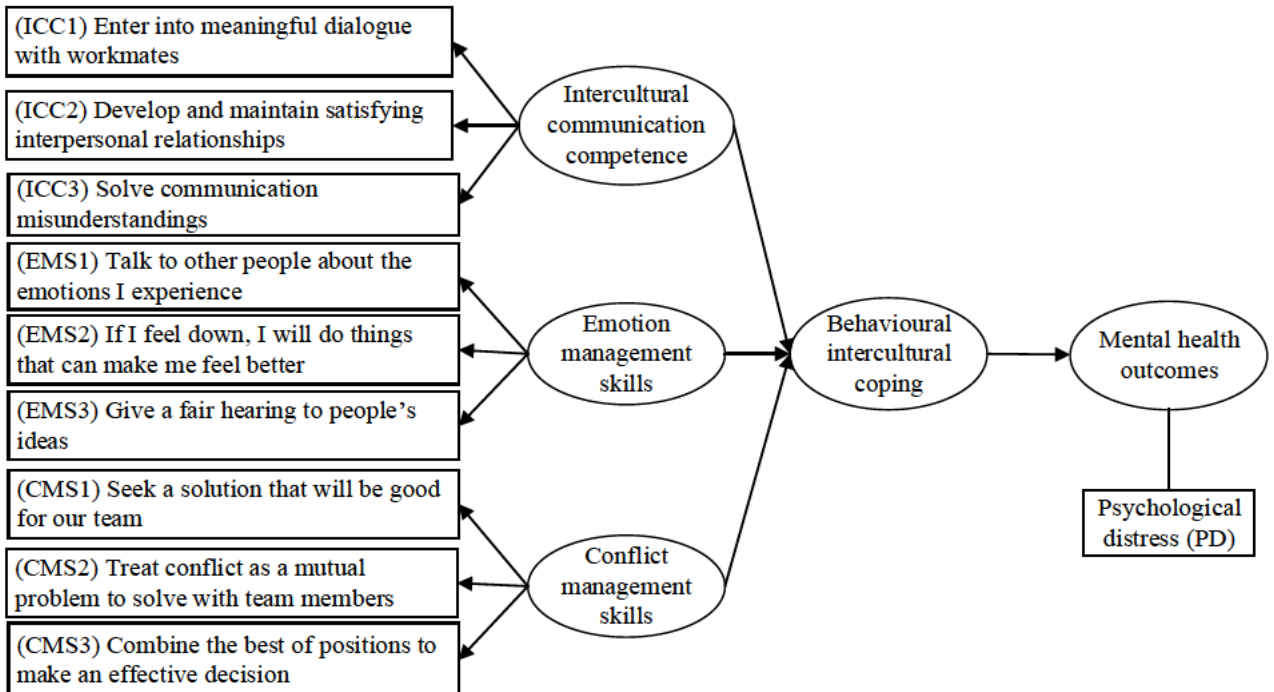 (ICC1) Enter into meaningful dialogue
with workmates
(ICC2) Develop and maintain satisfying
interpersonal relationships
(ICC3) Solve communication
misunderstandings
(EMS1) Talk to other people about the
emotions I experience
(EMS2) If I feel down, I will do things
that can make me feel better
(EMS3) Give a fair hearing to people’s
ideas
(CMS1) Seek a solution that will be good
for our team
(CMS2) Treat conflict as a mutual
problem to solve with team members
(CMS3) Combine the best of positions to
make an effective decision
Intercultural
communication
competence
Emotion
management
skills
Conflict
management
skills
Behavioural
intercultural
coping
Mental health
outcomes
Psychological
distress (PD)